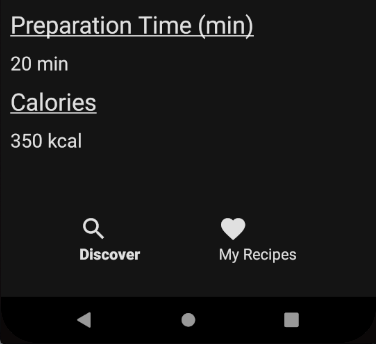 Preparation Time (min)
20 min
Calories
350 kcal
Discover
My Recipes